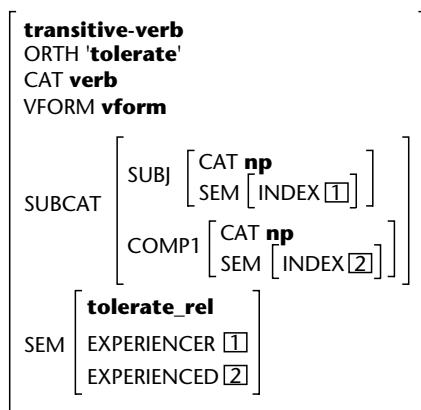 transitive-verb
ORTH 'tolerate'
CAT verb
VFORM vform
SUBCAT
SUBJ
CAT np
SEM [INDEX 1]
COMP1
CAT np
SEM [INDEX 2]
SEM
tolerate_rel
EXPERIENCER 1
EXPERIENCED 2